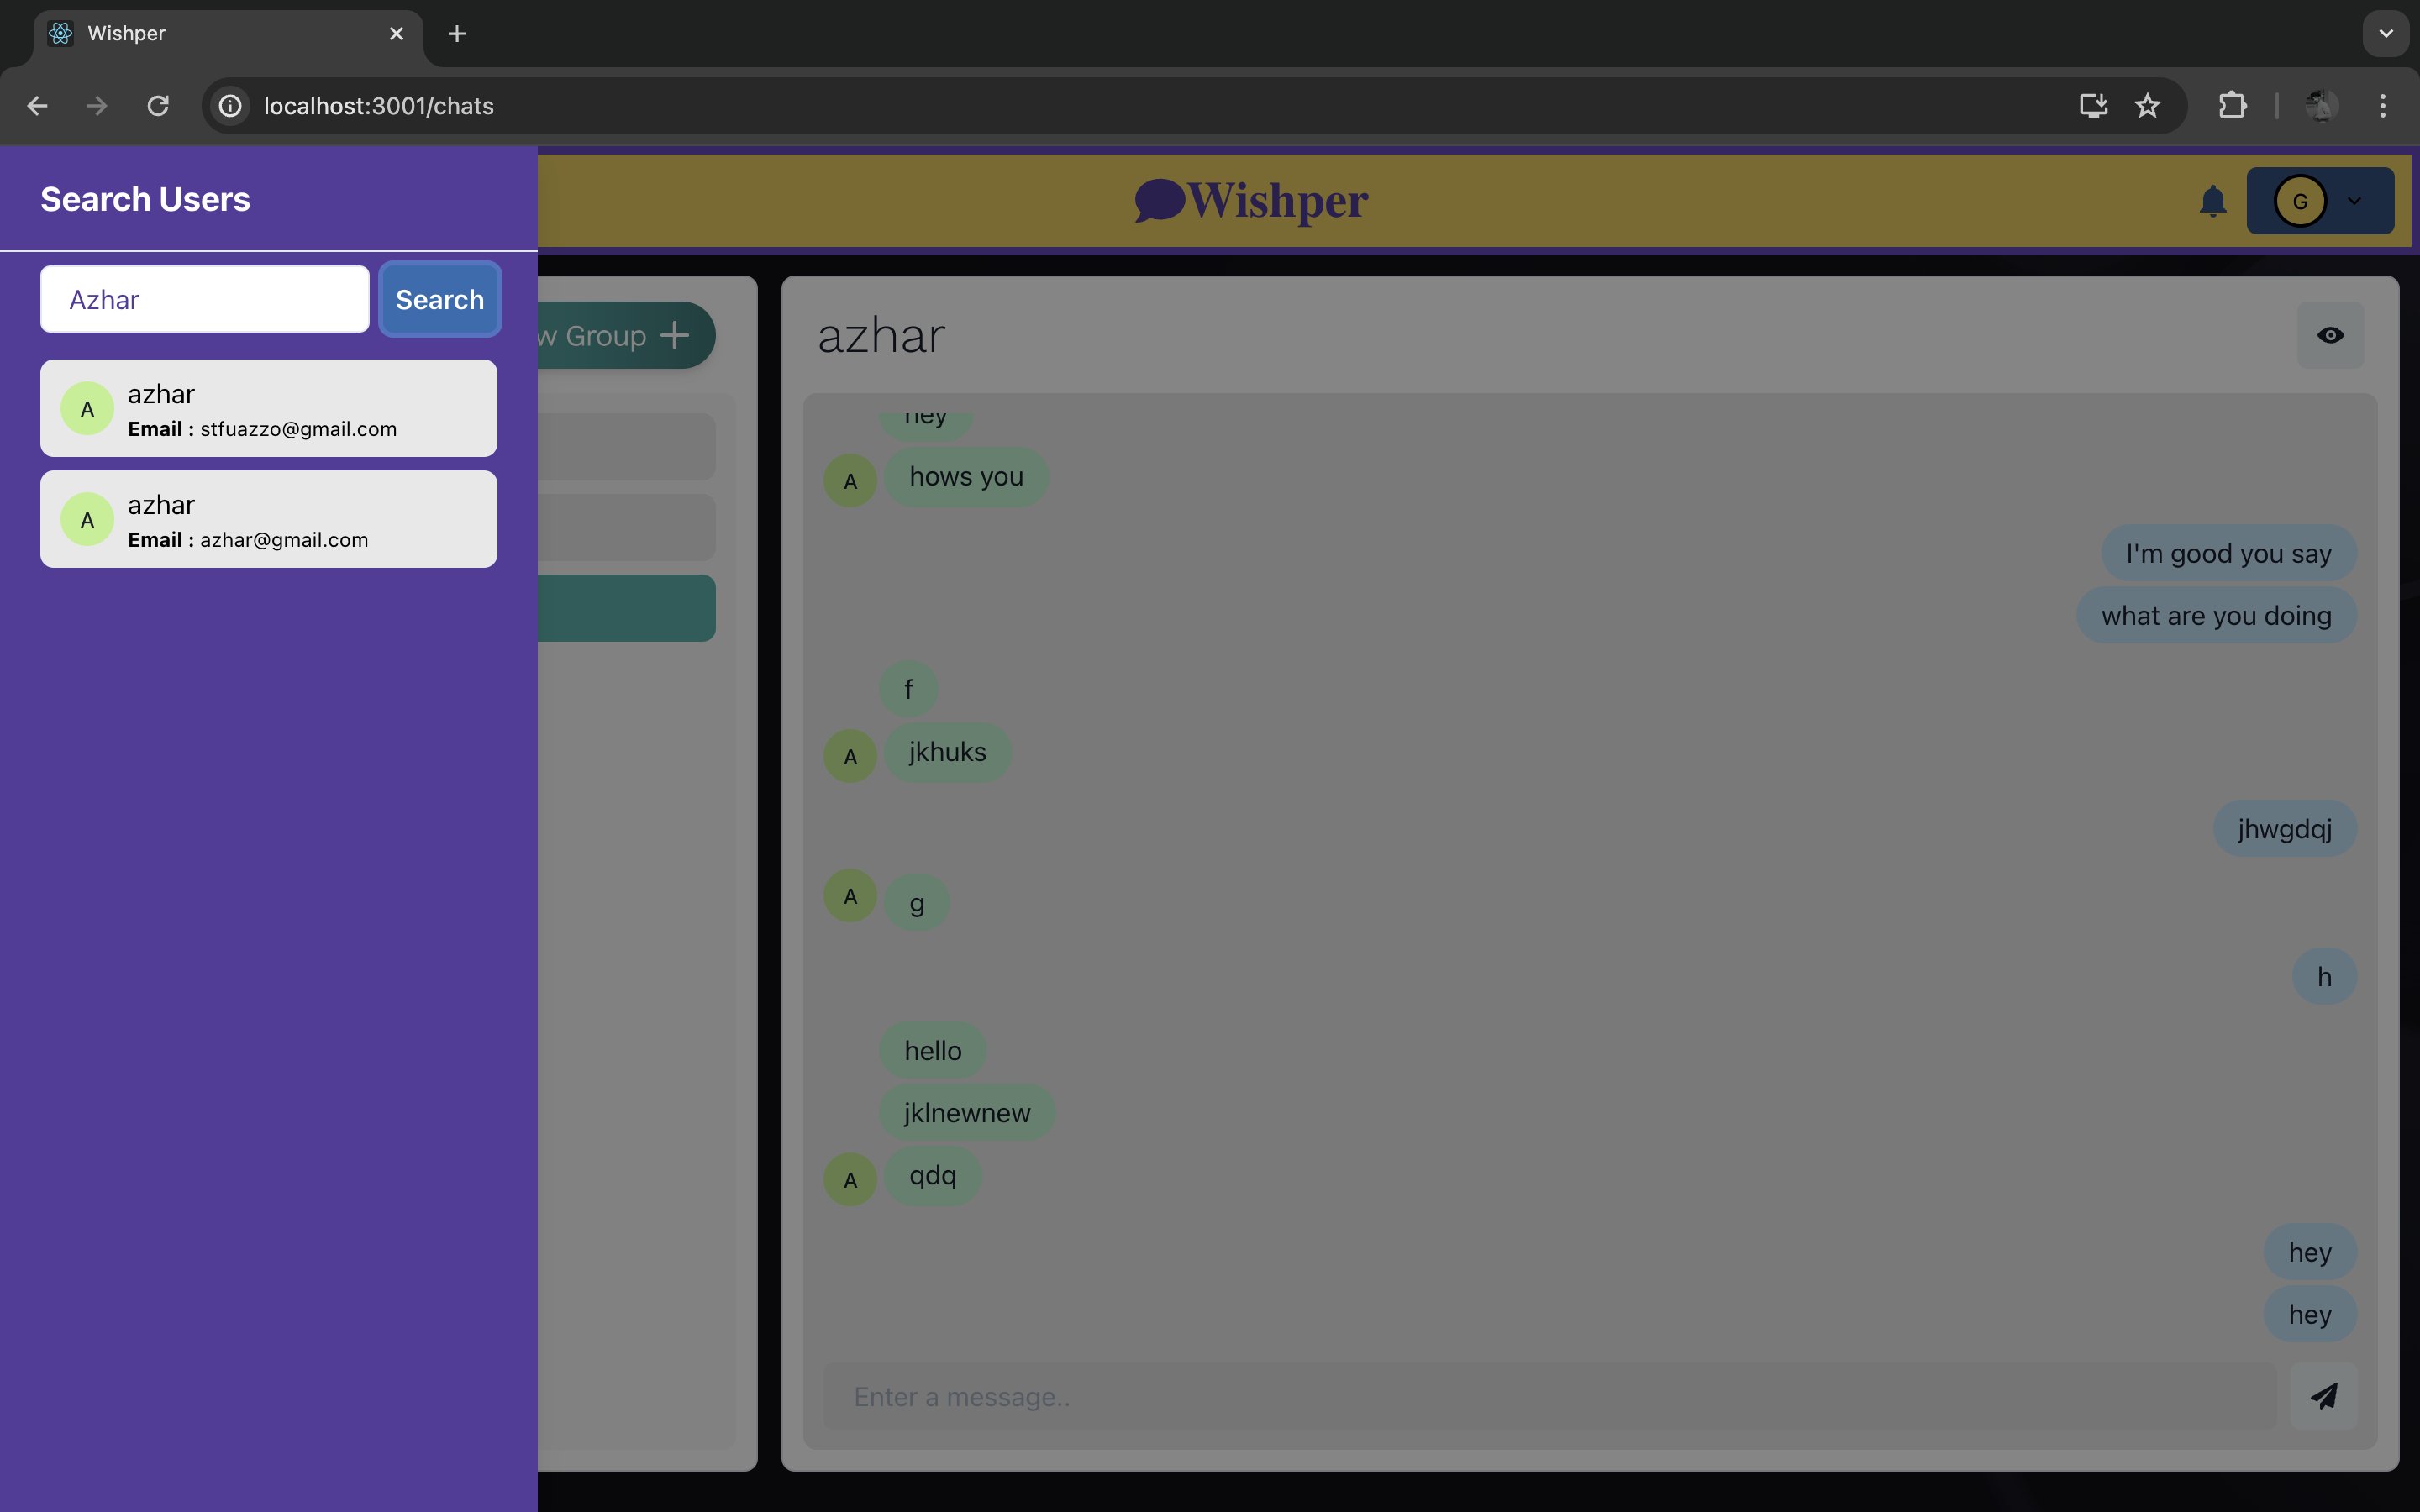 Wishper
localhost:3001/chats
Search Users
Wishper
G
Azhar
Search
w Group
azhar
A
azhar
Email : stfuazzo@gmail.com
A
azhar
Email : azhar@gmail.com
hey
A
hows you
I'm good you say
what are you doing
f
A
jkhuks
jhwgdqj
A
g
h
hello
jklnewnew
A
qdq
hey
hey
Enter a message..